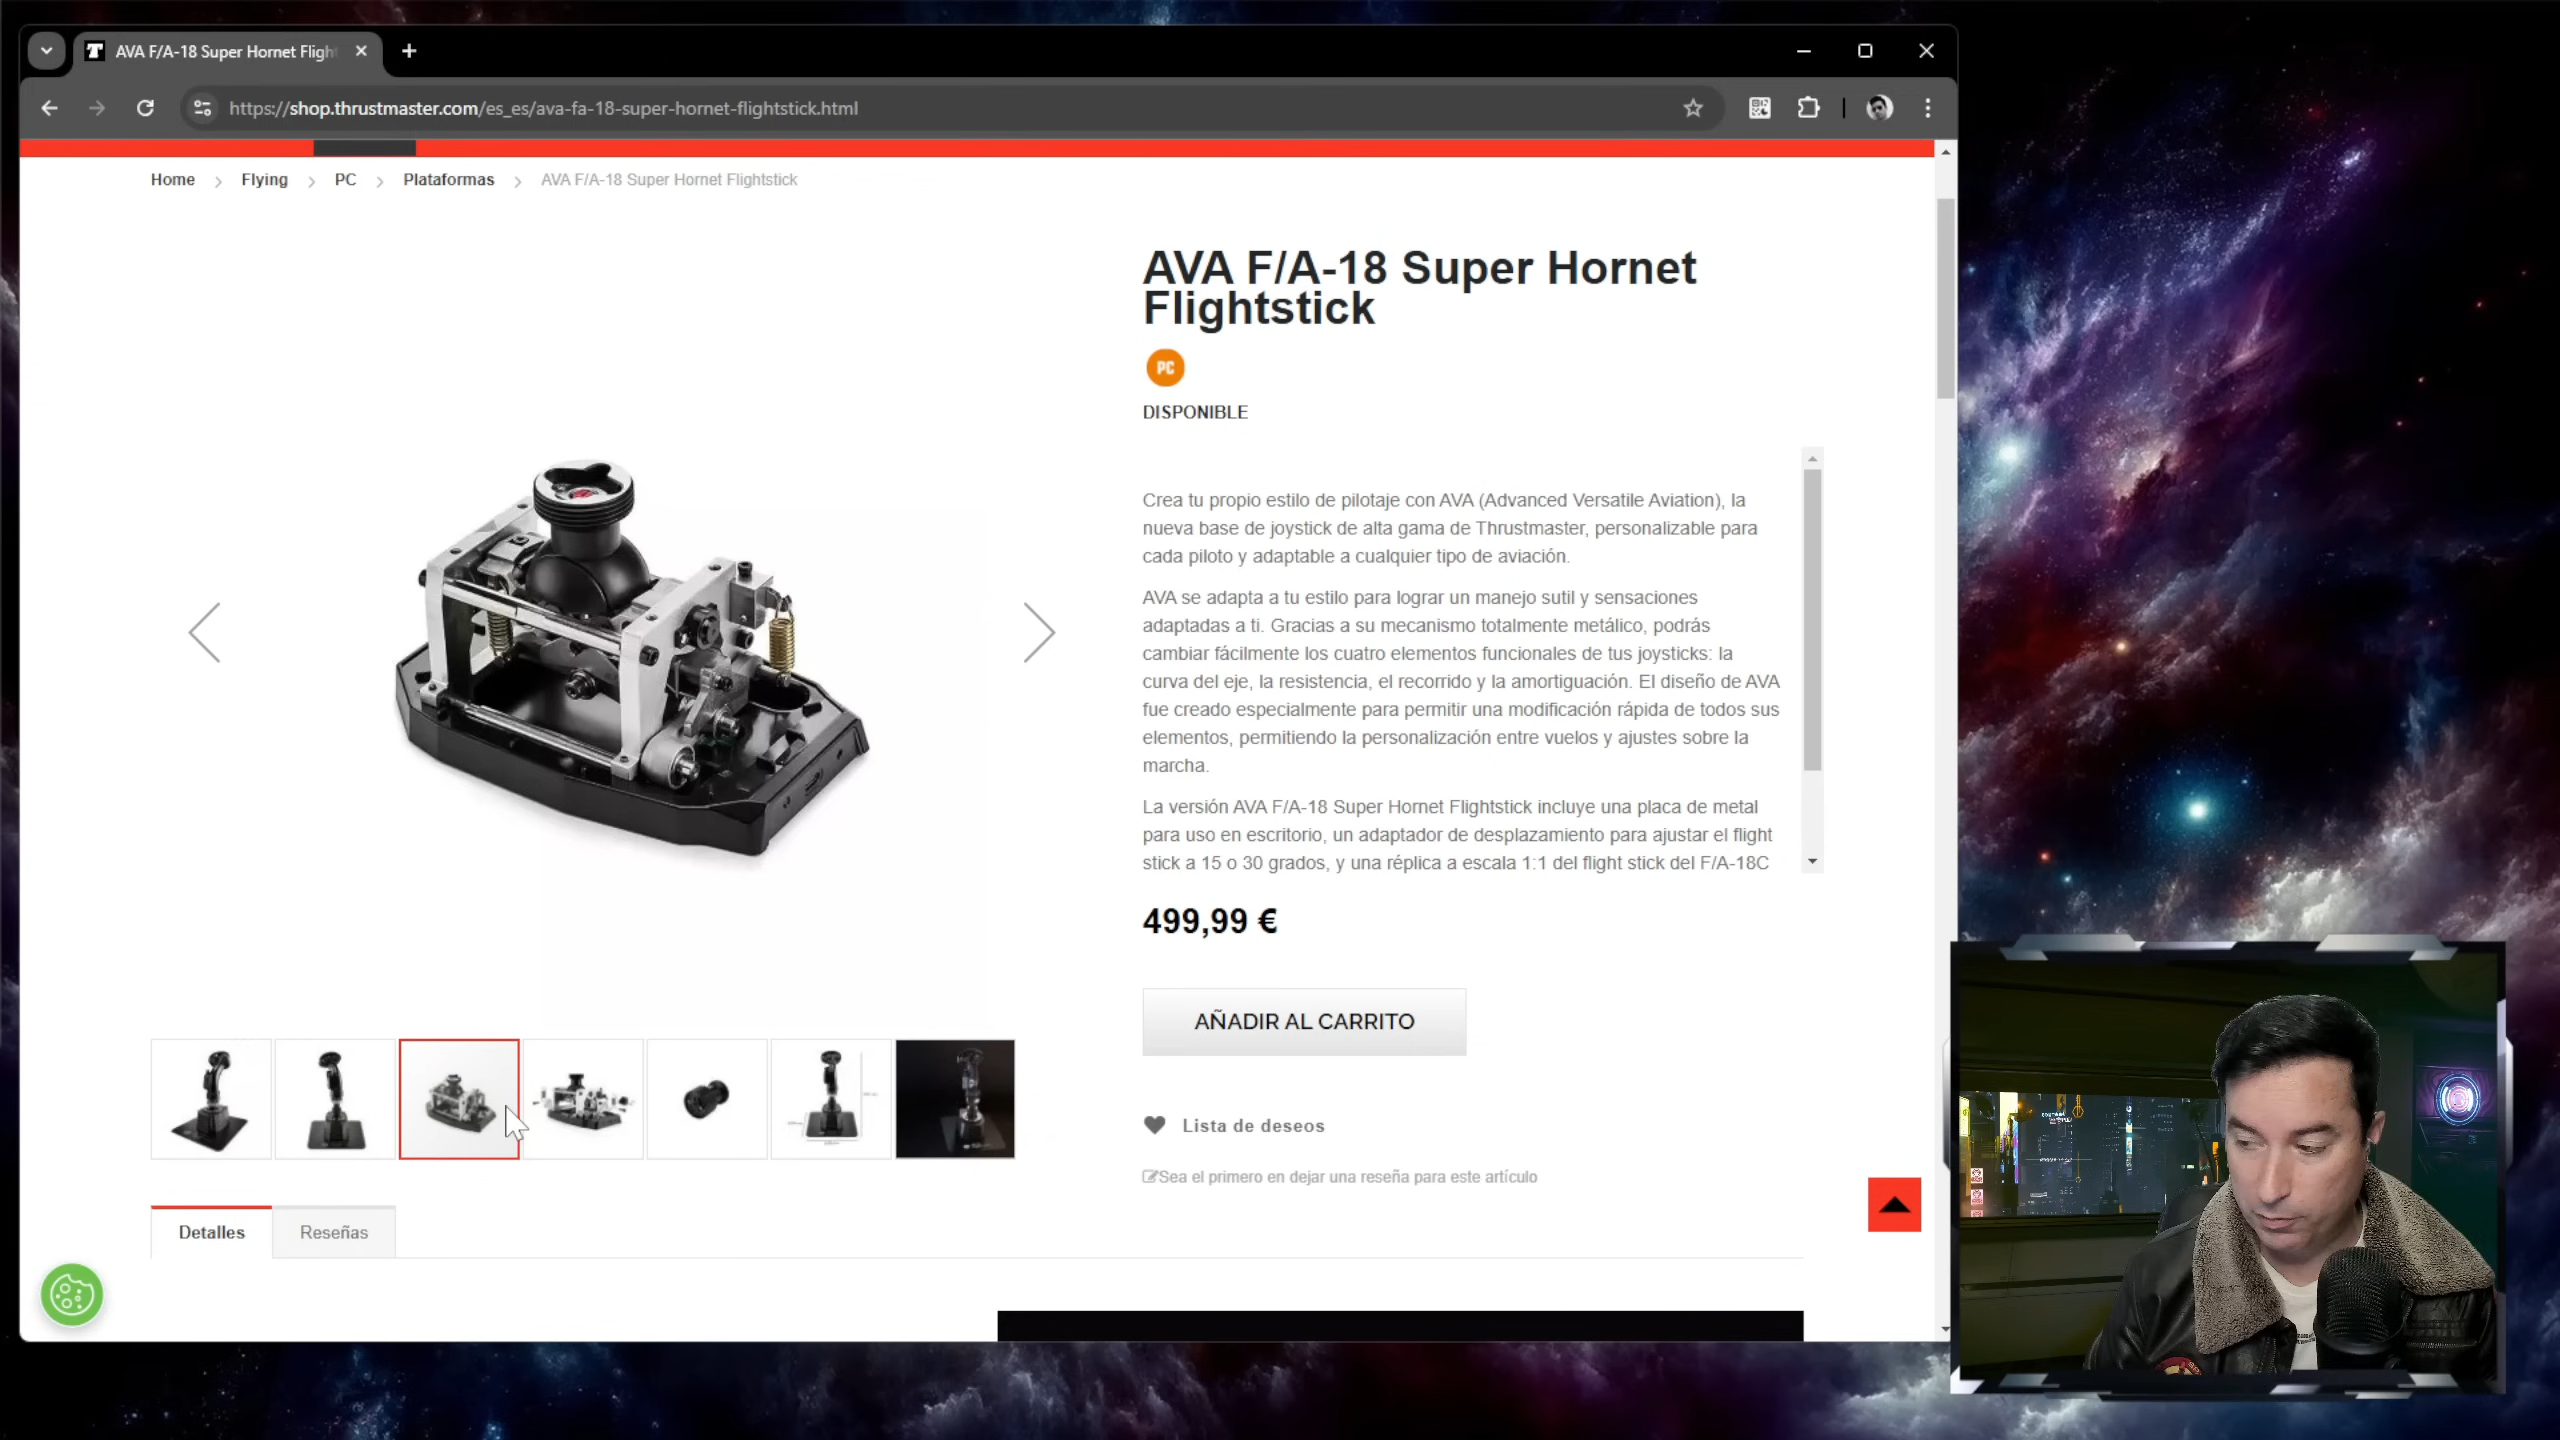 AVA F/A-18 Super Hornet Fligh
https://shop.thrustmaster.com/es_es/ava-fa-18-super-hornet-flightstick.html
Home > Flying > PC > Plataformas > AVA F/A-18 Super Hornet Flightstick
AVA F/A-18 Super Hornet
Flightstick
PC
DISPONIBLE
Crea tu propio estilo de pilotaje con AVA (Advanced Versatile Aviation), la
nueva base de joystick de alta gama de Thrustmaster, personalizable para
cada piloto y adaptable a cualquier tipo de aviación.
AVA se adapta a tu estilo para lograr un manejo sutil y sensaciones
adaptadas a ti. Gracias a su mecanismo totalmente metálico, podrás
cambiar fácilmente los cuatro elementos funcionales de tus joysticks: la
curva del eje, la resistencia, el recorrido y la amortiguación. El diseño de AVA
fue creado especialmente para permitir una modificación rápida de todos sus
elementos, permitiendo la personalización entre vuelos y ajustes sobre la
marcha.
La versión AVA F/A-18 Super Hornet Flightstick incluye una placa de metal
para uso en escritorio, un adaptador de desplazamiento para ajustar el flight
stick a 15 o 30 grados, y una réplica a escala 1:1 del flight stick del F/A-18C
499,99 €
AÑADIR AL CARRITO
Lista de deseos
Sea el primero en dejar una reseña para este artículo
Detalles
Reseñas